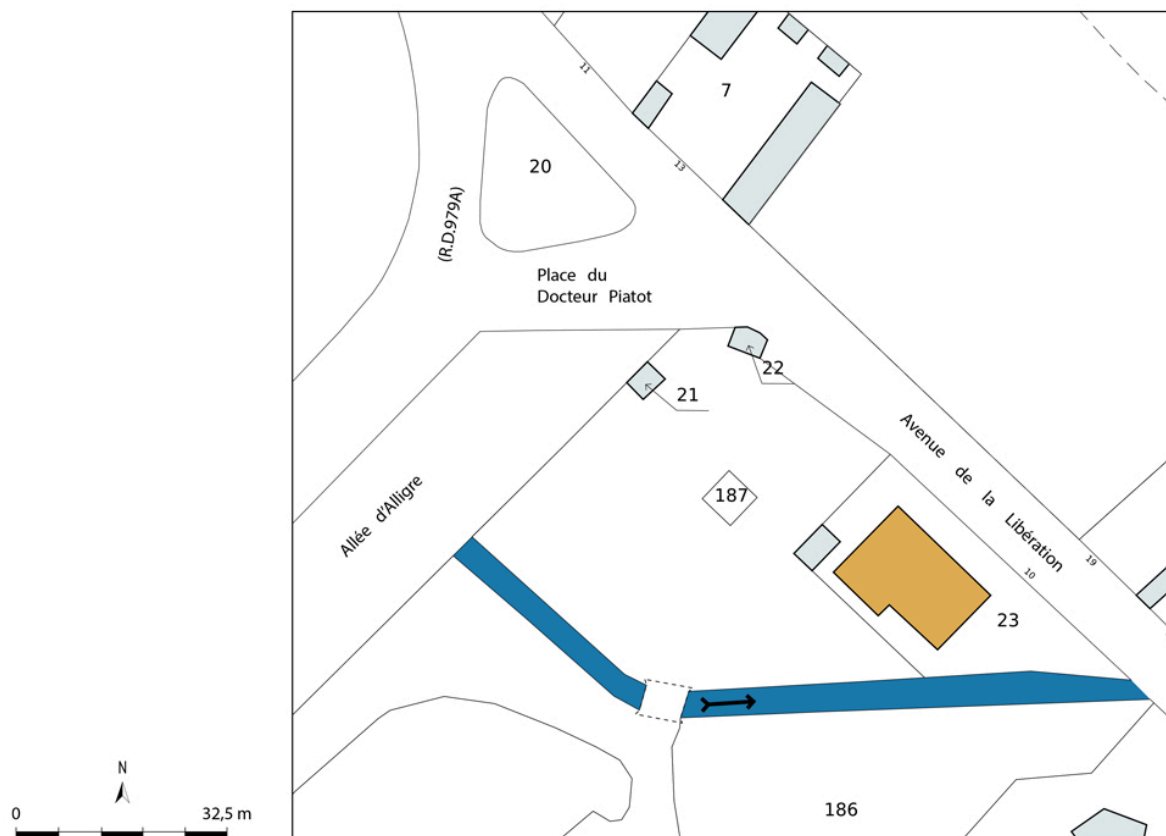 11
7
13
20
(R.D.979A)
Place du
Docteur Piatot
22
21
Avenue de la Libération
187
Allée d'Alligre
19
10
23
N
0
32,5 m
186